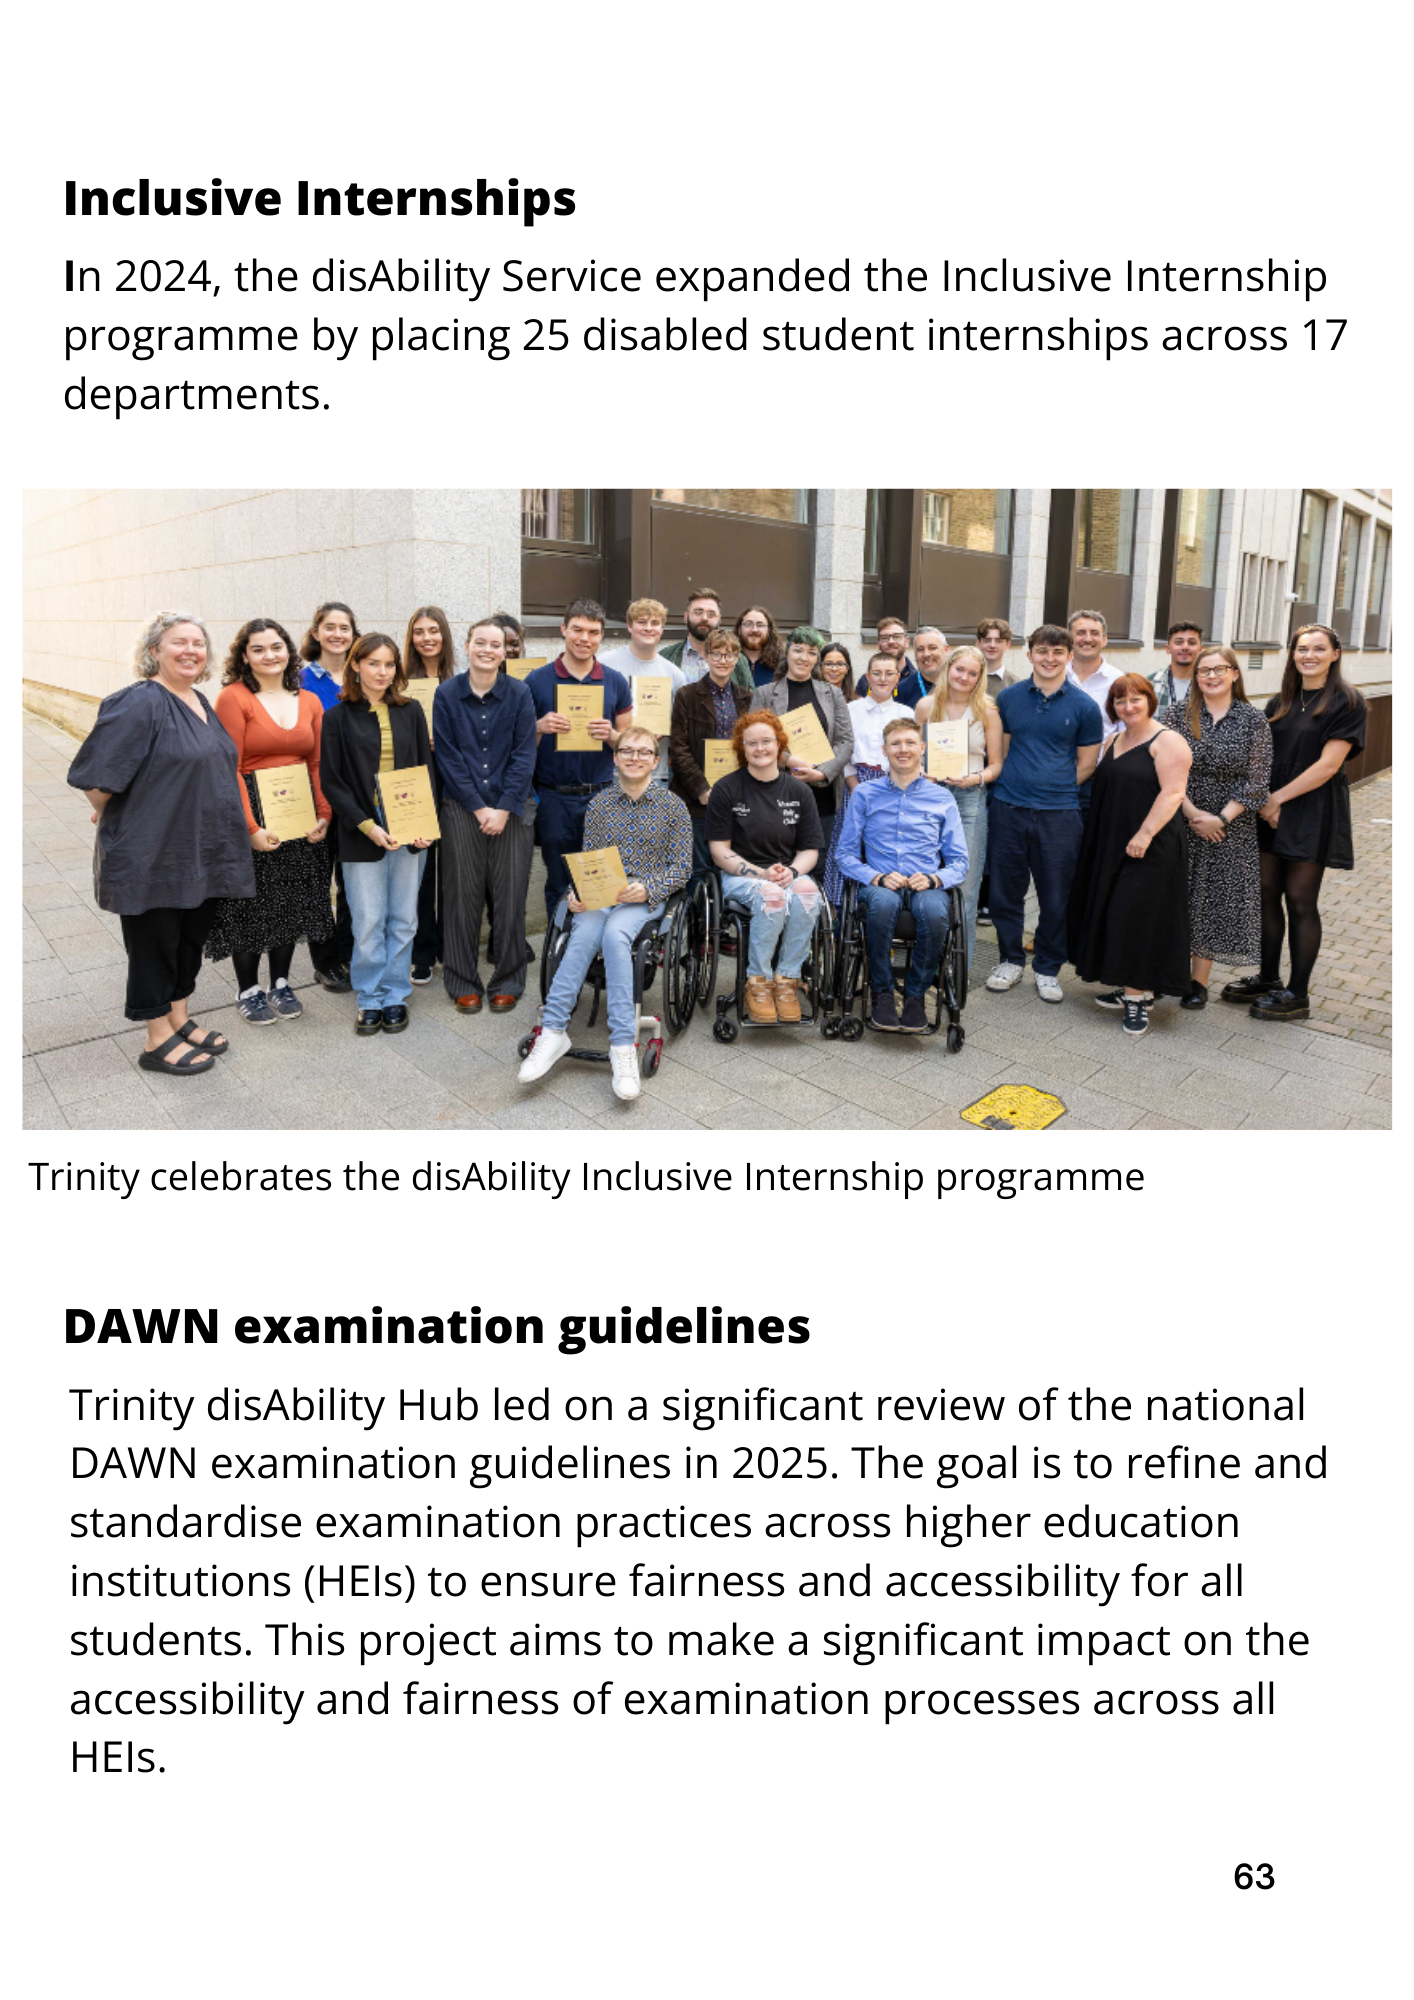 Inclusive Internships
In 2024, the disAbility Service expanded the Inclusive Internship
programme by placing 25 disabled student internships across 17
departments.
Trinity celebrates the disAbility Inclusive Internship programme
DAWN examination guidelines
Trinity disAbility Hub led on a significant review of the national
DAWN examination guidelines in 2025. The goal is to refine and
standardise examination practices across higher education
institutions (HEIs) to ensure fairness and accessibility for all
students. This project aims to make a significant impact on the
accessibility and fairness of examination processes across all
HEIs.
63